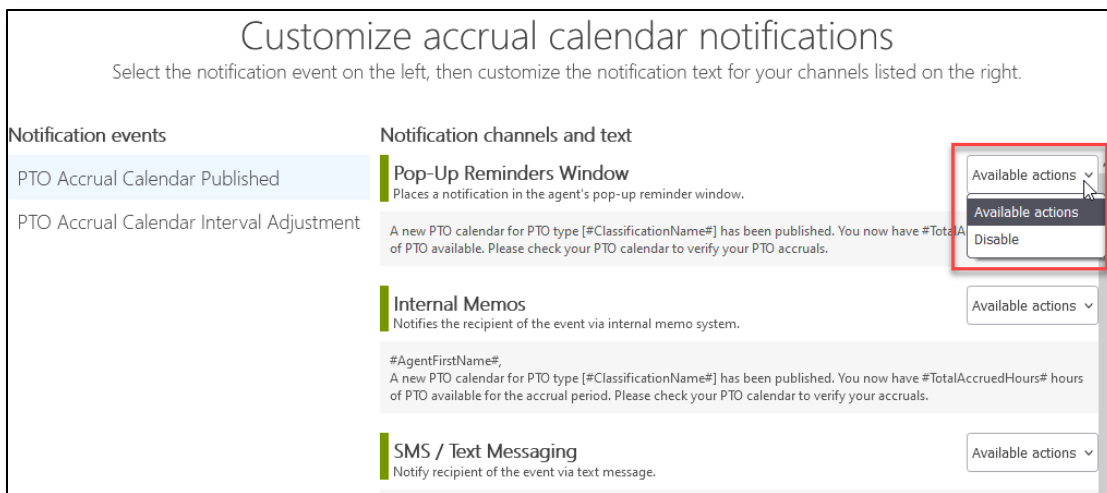 Customize accrual calendar notifications
Select the notification event on the left, then customize the notification text for your channels listed on the right.
Notification events
PTO Accrual Calendar Published
PTO Accrual Calendar Interval Adjustment
Notification channels and text
Pop-Up Reminders Window
Places a notification in the agent's pop-up reminder window.
Available actions
Available actions
Disable
A new PTO calendar for PTO type [#ClassificationName#] has been published. You now have
of PTO available. Please check your PTO calendar to verify your PTO accruals.
Internal Memos
Notifies the recipient of the event via internal memo system.
Available actions
#AgentFirstName#,
A new PTO calendar for PTO type [#ClassificationName#] has been published. You now have #TotalAccruedHours# hours
of PTO available for the accrual period. Please check your PTO calendar to verify your accruals.
SMS / Text Messaging
Notify recipient of the event via text message.
Available actions